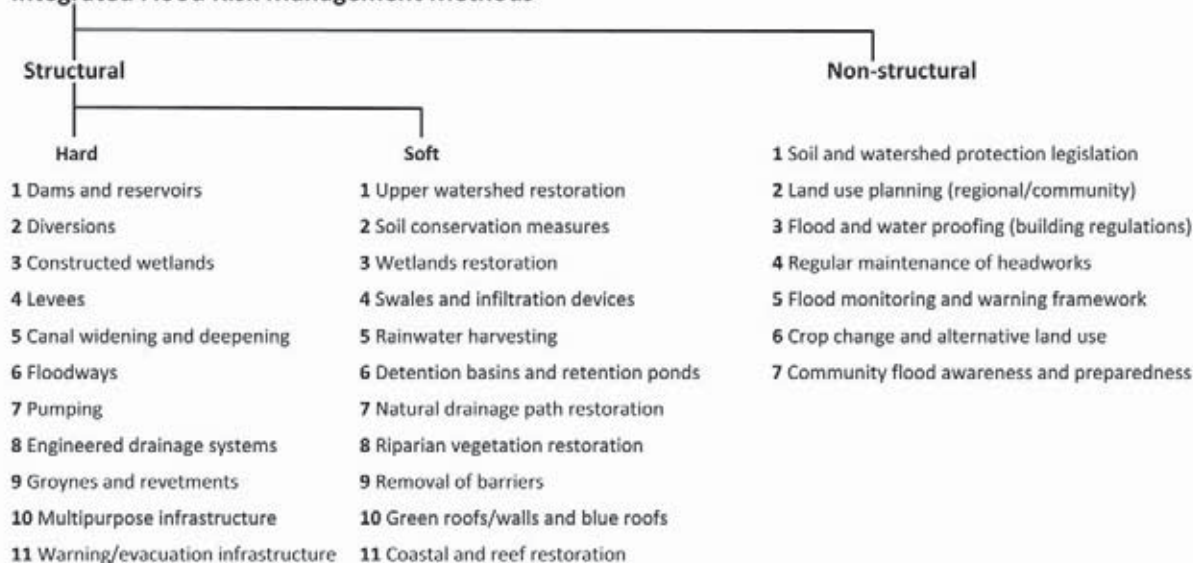 Structural
Non-structural
Hard
1 Dams and reservoirs
2 Diversions
3 Constructed wetlands
4 Levees
5 Canal widening and deepening
6 Floodways
7 Pumping
8 Engineered drainage systems
9 Groynes and revetments
10 Multipurpose infrastructure
11 Warning/evacuation infrastructure
Soft
1 Upper watershed restoration
2 Soil conservation measures
3 Wetlands restoration
4 Swales and infiltration devices
5 Rainwater harvesting
6 Detention basins and retention ponds
7 Natural drainage path restoration
8 Riparian vegetation restoration
9 Removal of barriers
10 Green roofs/walls and blue roofs
11 Coastal and reef restoration
1 Soil and watershed protection legislation
2 Land use planning (regional/community)
3 Flood and water proofing (building regulations)
4 Regular maintenance of headworks
5 Flood monitoring and warning framework
6 Crop change and alternative land use
7 Community flood awareness and preparedness